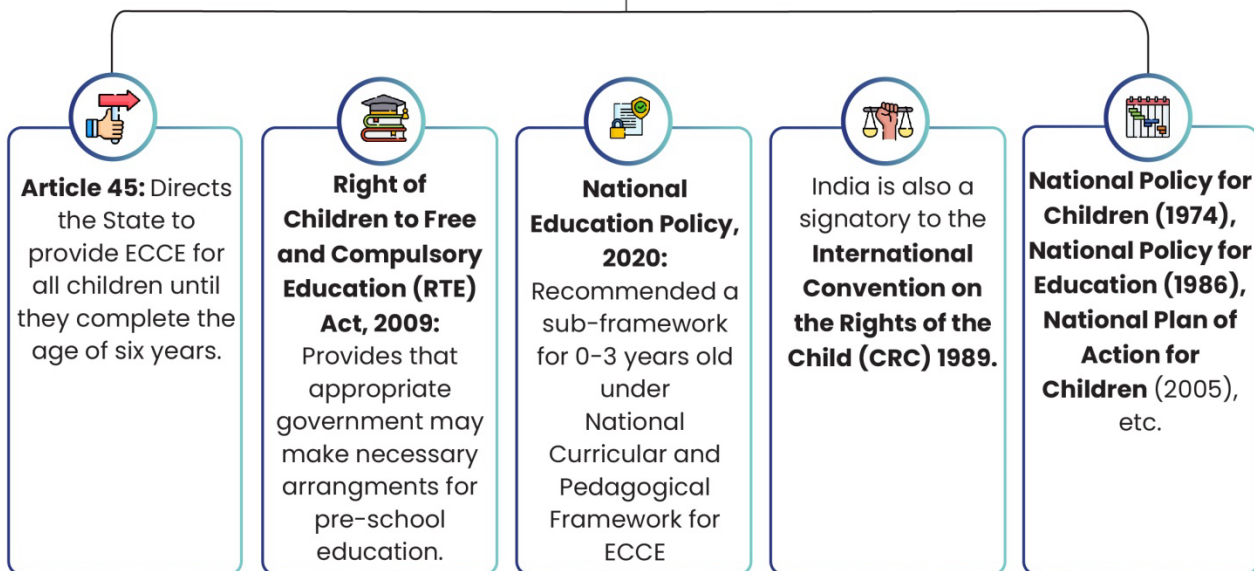 Article 45: Directs
the State to
provide ECCE for
all children until
they complete the
age of six years.
Right of
Children to Free
and Compulsory
Education (RTE)
Act, 2009:
Provides that
appropriate
government may
make necessary
arrangments for
pre-school
education.
National
Education Policy,
2020:
Recommended a
sub-framework
for 0-3 years old
under
National
Curricular and
Pedagogical
Framework for
ECCE
India is also a
signatory to the
International
Convention on
the Rights of the
Child (CRC) 1989.
National Policy for
Children (1974),
National Policy for
Education (1986),
National Plan of
Action for
Children (2005),
etc.